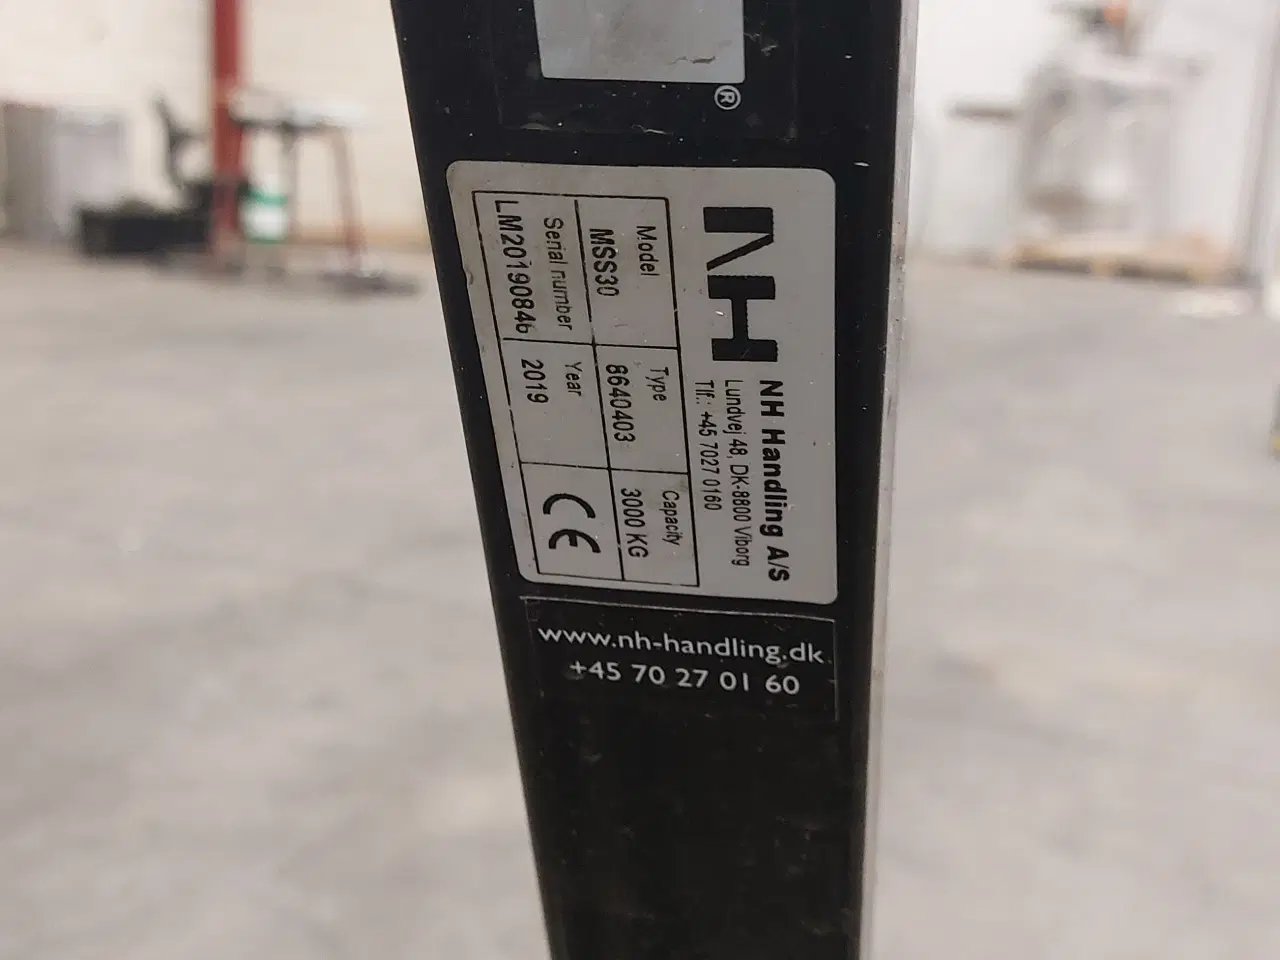 ®
NH
NH Handling A/S
Lundvej 48, DK-8800 Viborg
Tlf.: +45 7027 0160
Model Type Capacity
MSS30 8640403 3000 KG
Serial number Year
LM20190846 2019
CE
www.nh-handling.dk
+45 70 27 01 60